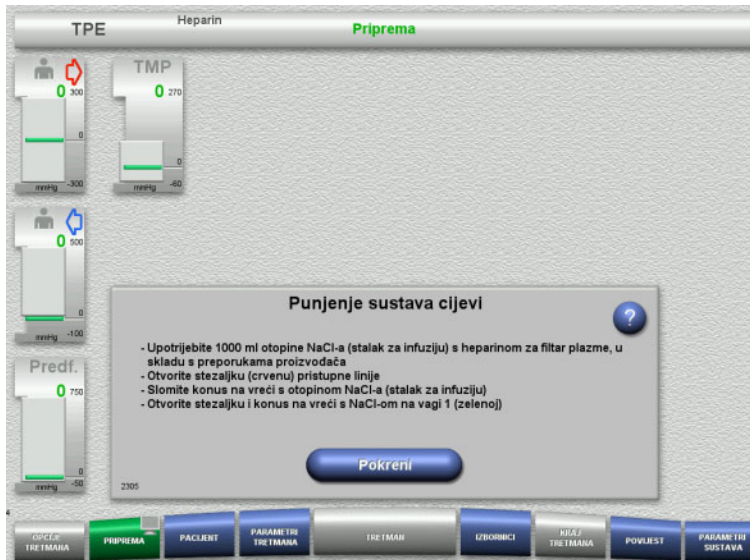 TPE
Heparin
Priprema
0 300
0
mmHg -300
TMP
0 270
0
mmHg -60
0 500
0
mmHg -100
Predf.
0 750
0
mmHg -50
Punjenje sustava cijevi
?
- Upotrijebite 1000 ml otopine NaCl-a (stalak za infuziju) s heparinom za filtar plazme, u
skladu s preporukama proizvođača
- Otvorite stezaljku (crvenu) pristupne linije
- Slomite konus na vreći s otopinom NaCl-a (stalak za infuziju)
- Otvorite stezaljku i konus na vreći s NaCl-om na vagi 1 (zelenoj)
Pokreni
2305
4
OPCIJE
TRETMANA
PRIPREMA
PACIJENT
PARAMETRI
TRETMANA
TRETMAN
IZBORNICI
KRAJ
TRETMANA
POVIJEST
PARAMETRI
SUSTAVA